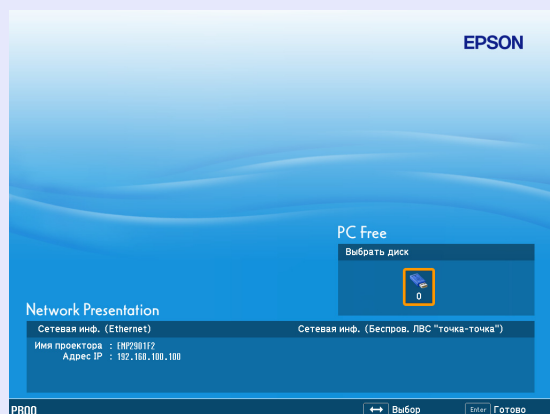 EPSON
PC Free
Выбрать диск
0
Network Presentation
Сетевая инф. (Ethernet) Сетевая инф. (Беспров. ЛВС "точка-точка")
Имя проектора : EMP2901F2
Адрес IP : 192.168.100.100
PROO Выбор Enter Готово